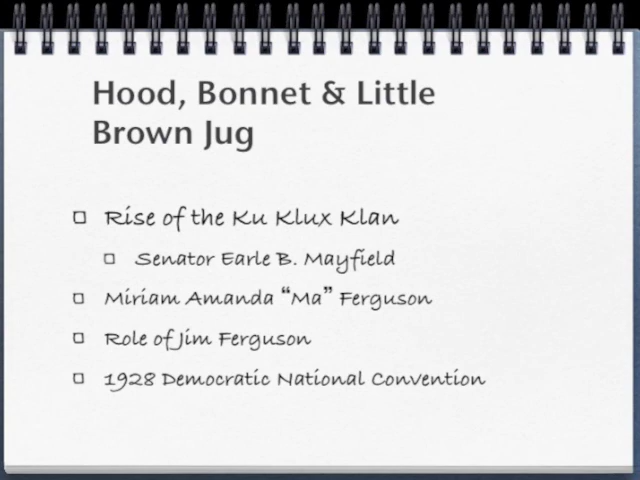 Hood, Bonnet & Little
Brown Jug
Rise of the Ku Klux Klan
Senator Earle B. Mayfield
Miriam Amanda “Ma” Ferguson
Role of Jim Ferguson
1928 Democratic National Convention